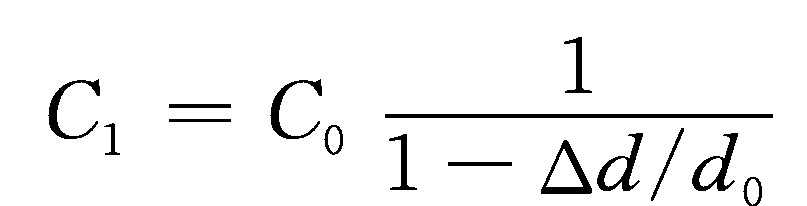 C₁ = C₀ 1/(1 − Δd/d₀)